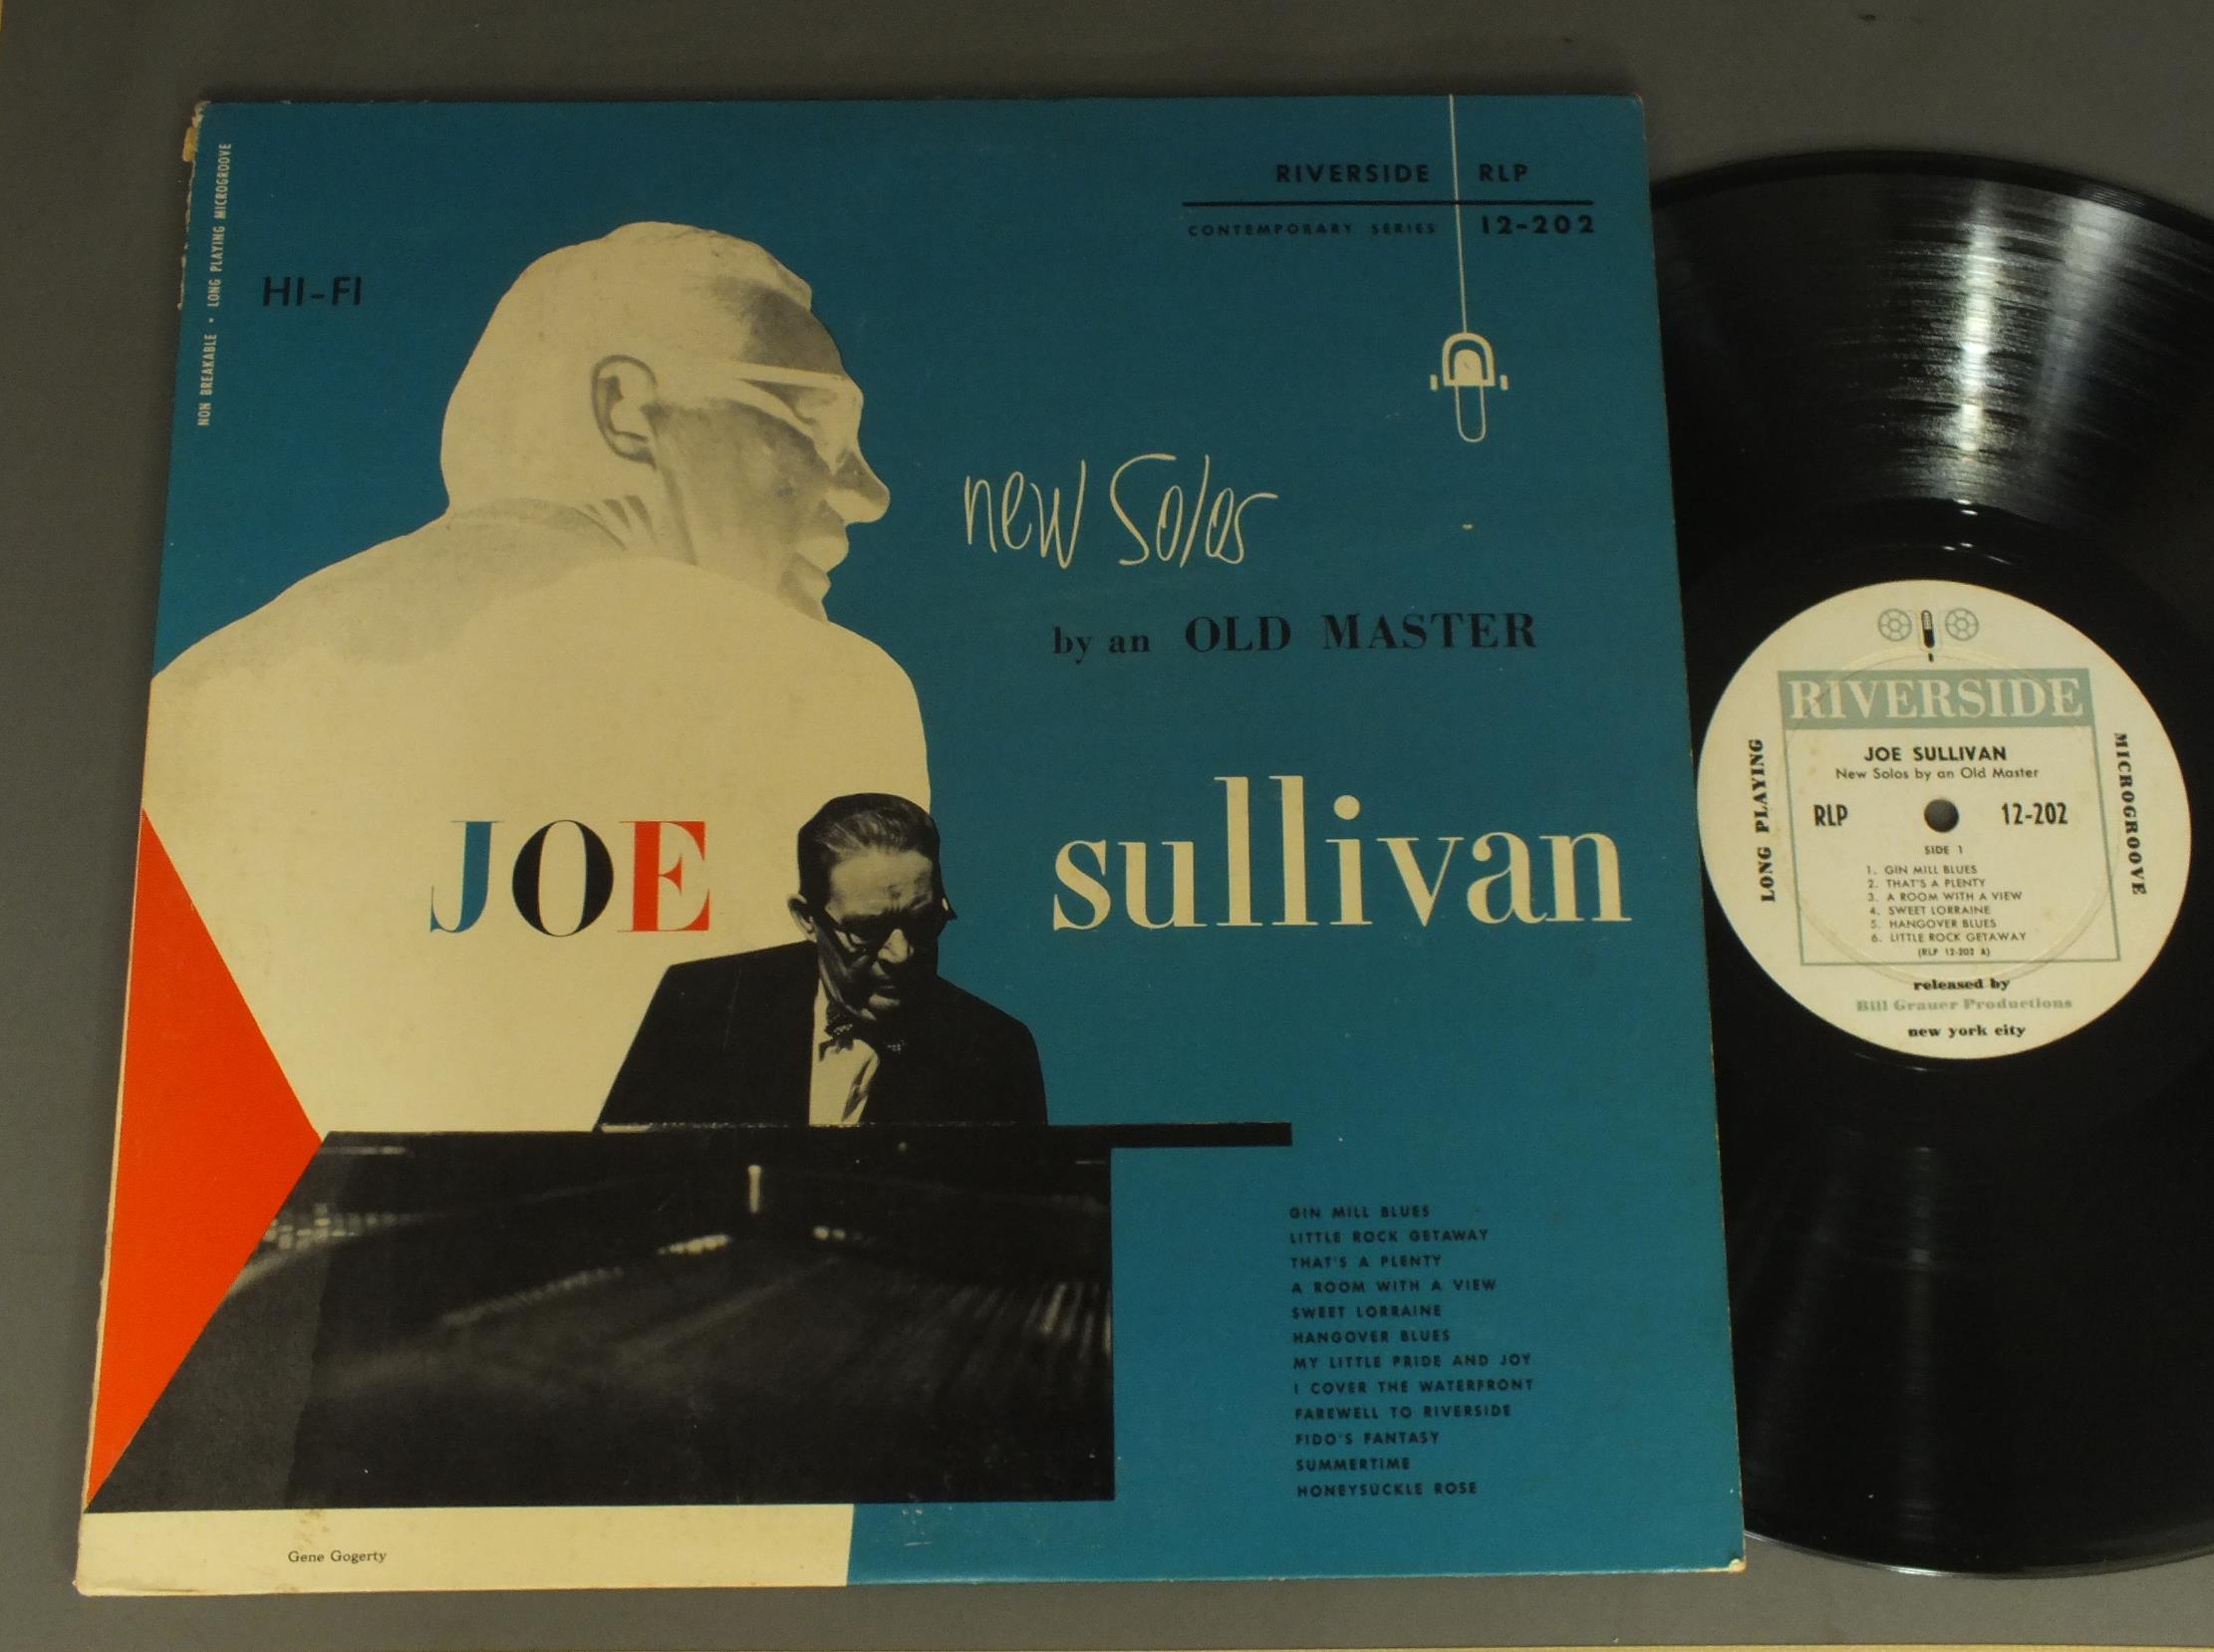 NON BREAKABLE • LONG PLAYING MICROGROOVE
HI-FI
RIVERSIDE RLP
CONTEMPORARY SERIES 12-202
new Solos
by an OLD MASTER
JOE sullivan
GIN MILL BLUES
LITTLE ROCK GETAWAY
THAT'S A PLENTY
A ROOM WITH A VIEW
SWEET LORRAINE
HANGOVER BLUES
MY LITTLE PRIDE AND JOY
I COVER THE WATERFRONT
FAREWELL TO RIVERSIDE
FIDO'S FANTASY
SUMMERTIME
HONEYSUCKLE ROSE
Gene Gogerty
RIVERSIDE
LONG PLAYING
MICROGROOVE
JOE SULLIVAN
New Solos by an Old Master
RLP 12-202
SIDE 1
1. GIN MILL BLUES
2. THAT'S A PLENTY
3. A ROOM WITH A VIEW
4. SWEET LORRAINE
5. HANGOVER BLUES
6. LITTLE ROCK GETAWAY
(RLP 12-202 A)
released by
Bill Grauer Productions
new york city